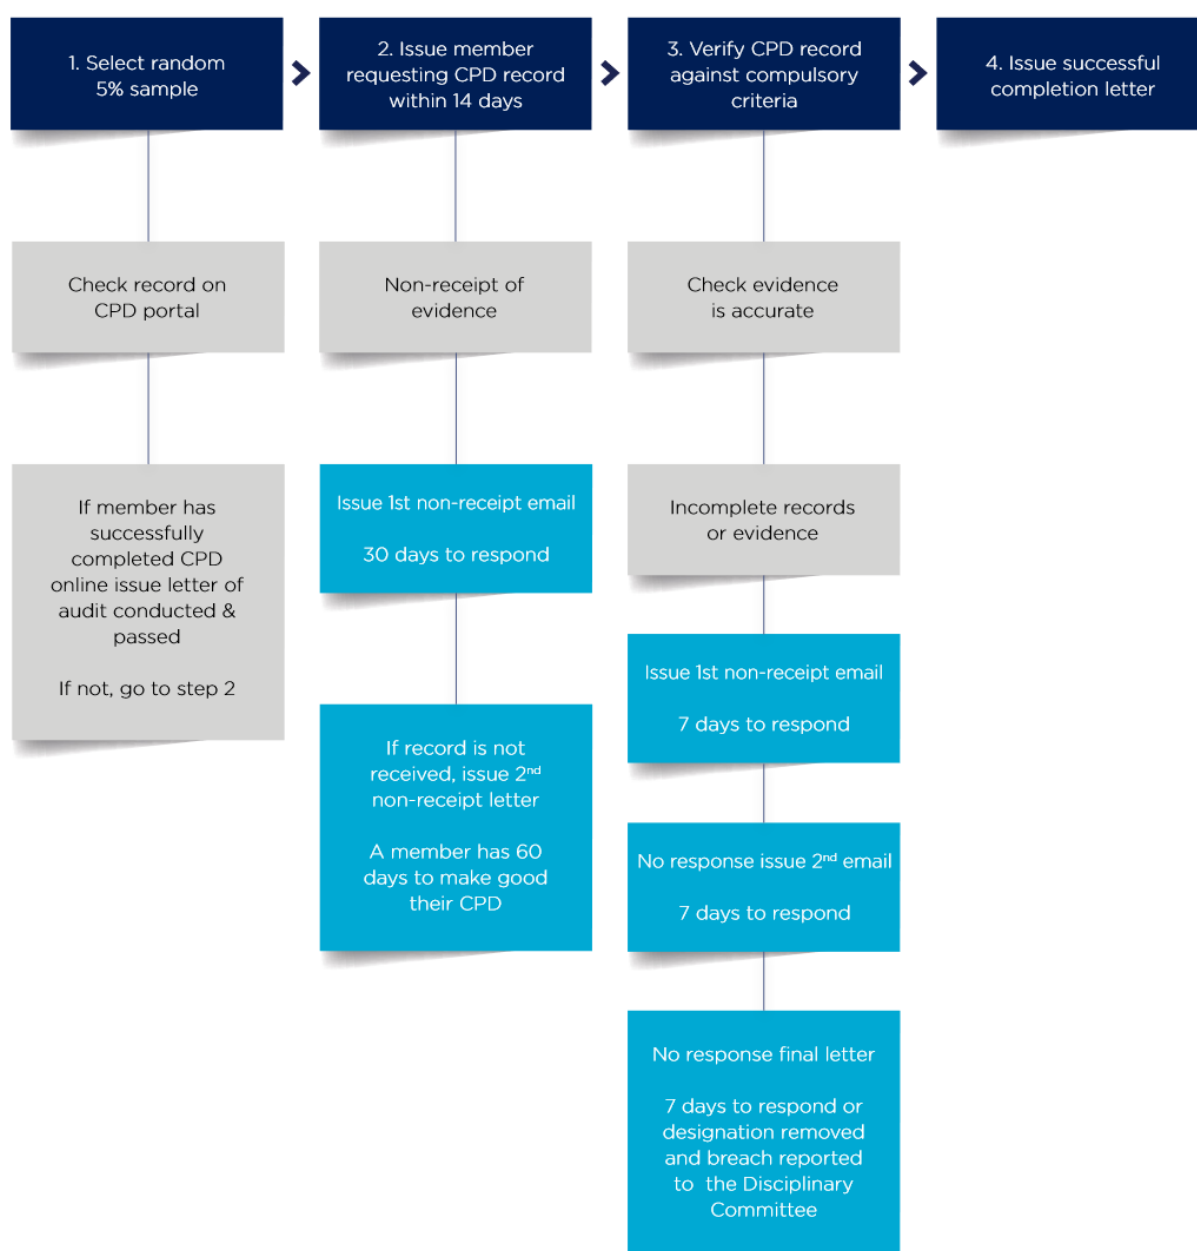 1. Select random
5% sample
2. Issue member
requesting CPD record
within 14 days
3. Verify CPD record
against compulsory
criteria
4. Issue successful
completion letter
Check record on
CPD portal
Non-receipt of
evidence
Check evidence
is accurate
If member has
successfully
completed CPD
online issue letter of
audit conducted &
passed
If not, go to step 2
Issue 1st non-receipt email
30 days to respond
Incomplete records
or evidence
Issue 1st non-receipt email
7 days to respond
If record is not
received, issue 2nd
non-receipt letter
A member has 60
days to make good
their CPD
No response issue 2nd email
7 days to respond
No response final letter
7 days to respond or
designation removed
and breach reported
to the Disciplinary
Committee